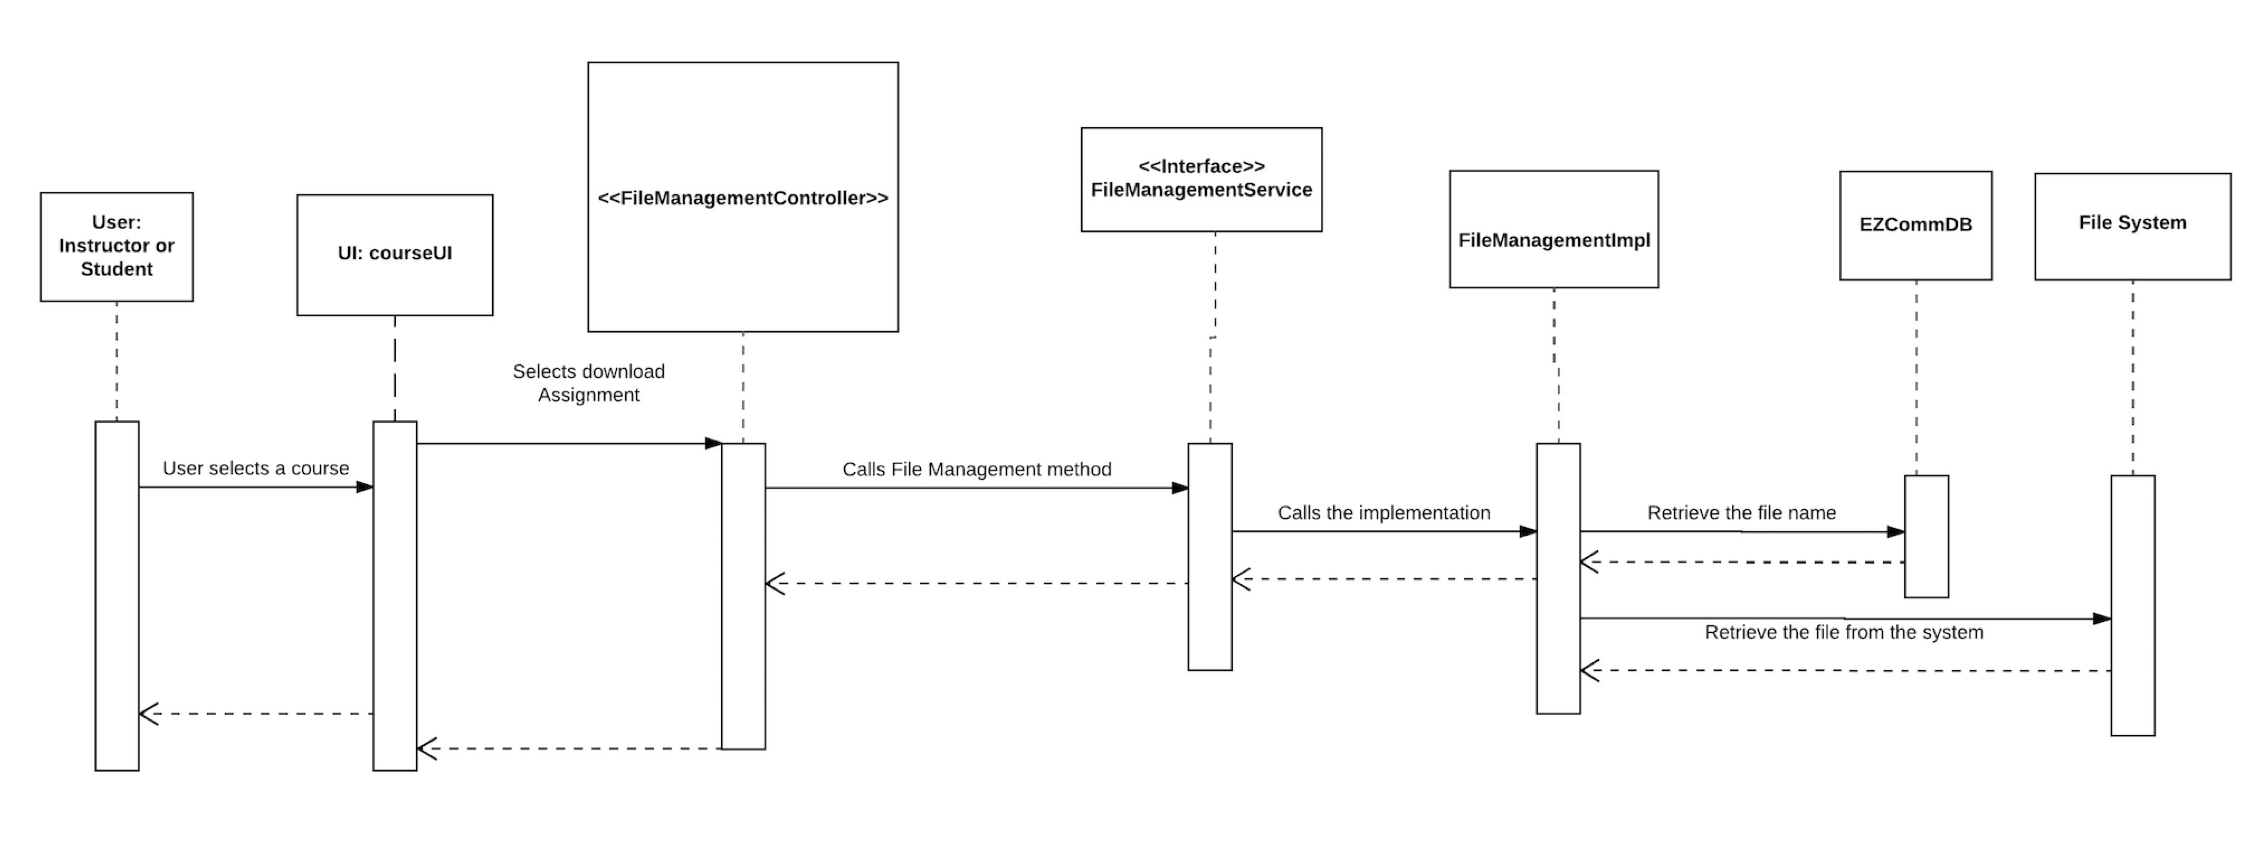 User:
Instructor or
Student
UI: courseUI
<<FileManagementController>>
<<Interface>>
FileManagementService
FileManagementImpl
EZCommDB
File System
Selects download
Assignment
User selects a course
Calls File Management method
Calls the implementation
Retrieve the file name
Retrieve the file from the system